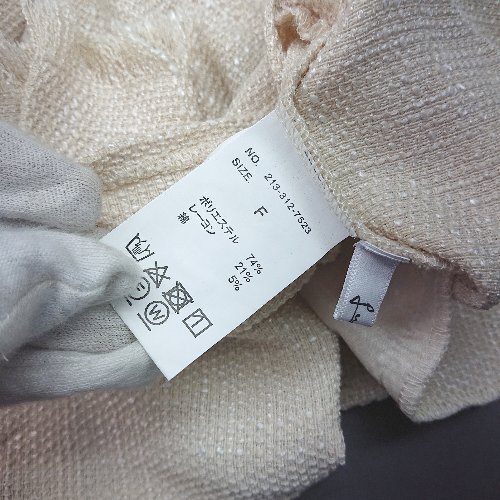 NO. 213-312-7523
SIZE. F
ポリエステル 74%
レーヨン 21%
綿 5%
W